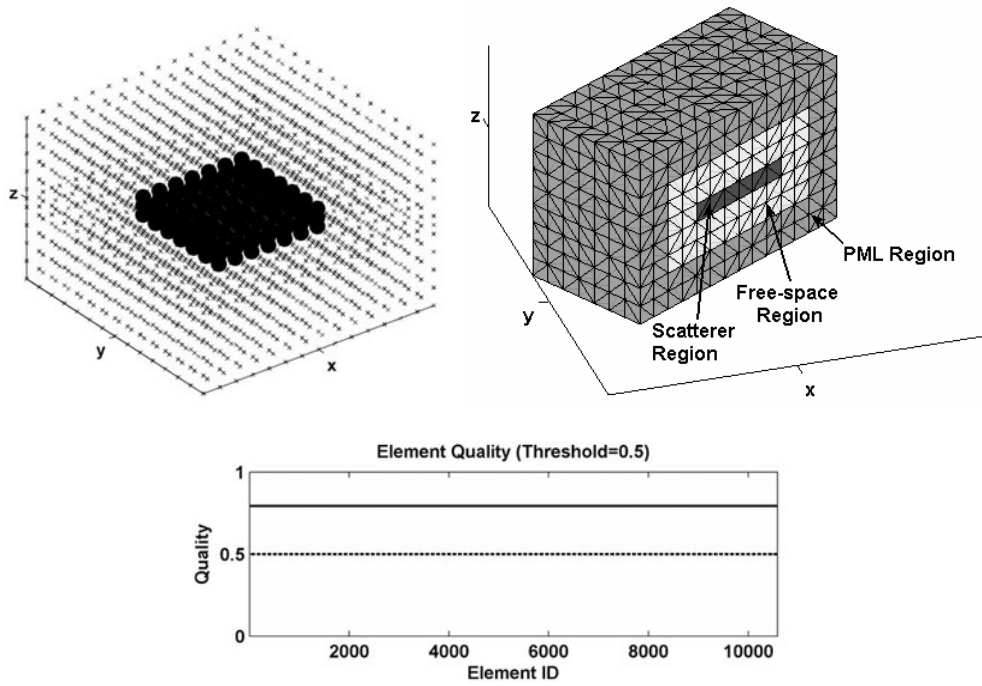 z
y
x
z
y
x
PML Region
Free-space
Region
Scatterer
Region
Element Quality (Threshold=0.5)
Quality
1
0.5
0
2000
4000
6000
8000
10000
Element ID